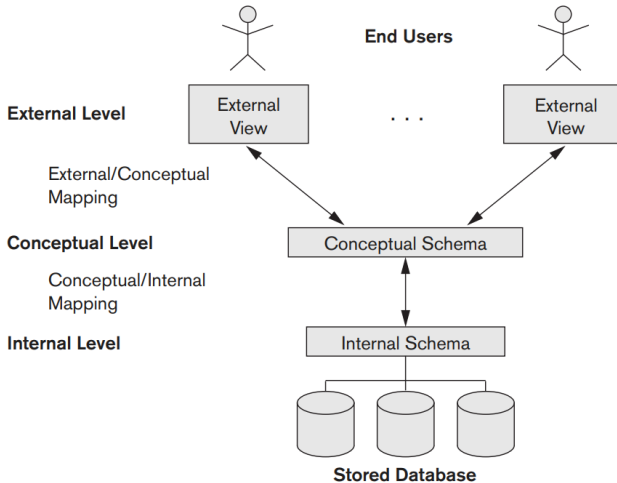 End Users
External Level
External
View
. . .
External
View
External/Conceptual
Mapping
Conceptual Level
Conceptual Schema
Conceptual/Internal
Mapping
Internal Level
Internal Schema
Stored Database